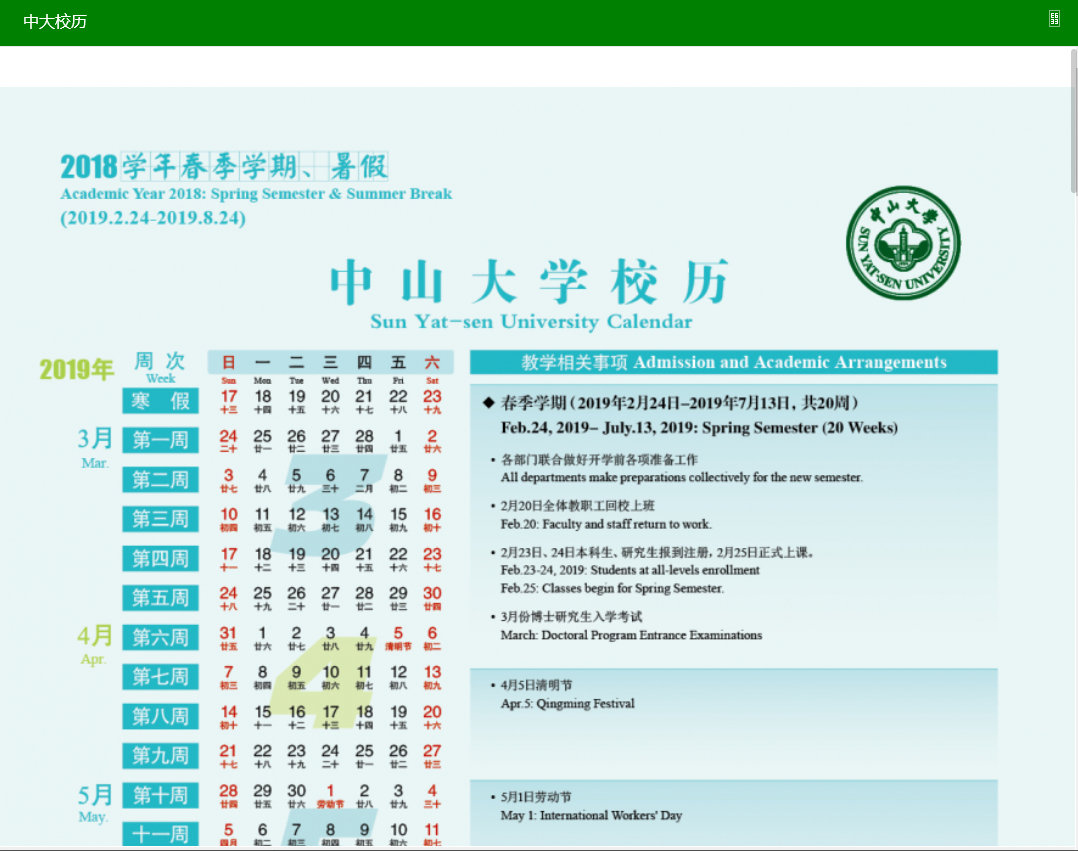 中大校历
2018学年春季学期、暑假
Academic Year 2018: Spring Semester & Summer Break
(2019.2.24-2019.8.24)
中山大学
SUN YAT-SEN UNIVERSITY
中山大学校历
Sun Yat-sen University Calendar
2019年 周次 日 一 二 三 四 五 六
Week Sun Mon Tue Wed Thu Fri Sat
寒假 17 18 19 20 21 22 23
十三 十四 十五 十六 十七 十八 十九
3月 第一周 24 25 26 27 28 1 2
Mar. 二十 廿一 廿二 廿三 廿四 廿五 廿六
第二周 3 4 5 6 7 8 9
廿七 廿八 廿九 三十 二月 初二 初三
第三周 10 11 12 13 14 15 16
初四 初五 初六 初七 初八 初九 初十
第四周 17 18 19 20 21 22 23
十一 十二 十三 十四 十五 十六 十七
第五周 24 25 26 27 28 29 30
十八 十九 二十 廿一 廿二 廿三 廿四
4月 第六周 31 1 2 3 4 5 6
Apr. 廿五 廿六 廿七 廿八 廿九 清明节 初二
第七周 7 8 9 10 11 12 13
初三 初四 初五 初六 初七 初八 初九
第八周 14 15 16 17 18 19 20
初十 十一 十二 十三 十四 十五 十六
第九周 21 22 23 24 25 26 27
十七 十八 十九 二十 廿一 廿二 廿三
5月 第十周 28 29 30 1 2 3 4
May. 廿四 廿五 廿六 劳动节 廿八 廿九 三十
十一周 5 6 7 8 9 10 11
四月 初二 初三 初四 初五 初六 初七
3
4
教学相关事项 Admission and Academic Arrangements
◆ 春季学期(2019年2月24日-2019年7月13日, 共20周)
Feb.24, 2019- July.13, 2019: Spring Semester (20 Weeks)
• 各部门联合做好开学前各项准备工作
All departments make preparations collectively for the new semester.
• 2月20日全体教职工回校上班
Feb.20: Faculty and staff return to work.
• 2月23日、24日本科生、研究生报到注册, 2月25日正式上课。
Feb.23-24, 2019: Students at all-levels enrollment
Feb.25: Classes begin for Spring Semester.
• 3月份博士研究生入学考试
March: Doctoral Program Entrance Examinations
• 4月5日清明节
Apr.5: Qingming Festival
• 5月1日劳动节
May 1: International Workers' Day